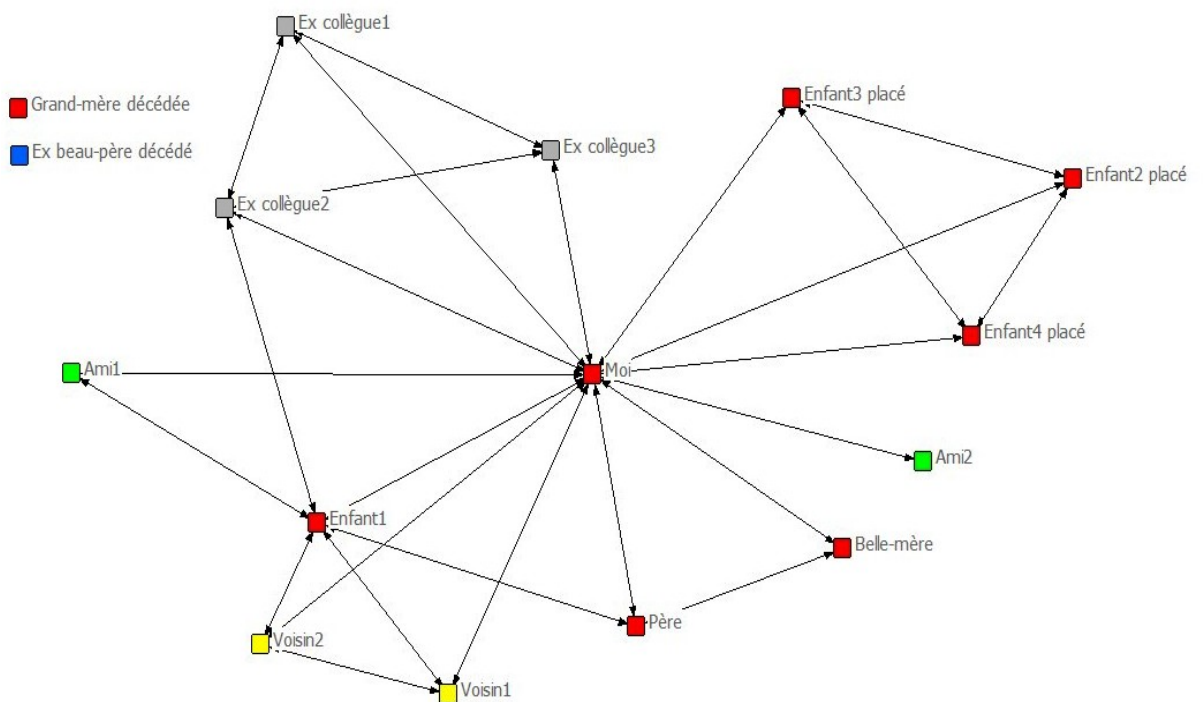 Ex collègue1
Grand-mère décédée
Enfant3 placé
Ex beau-père décédé
Ex collègue3
Enfant2 placé
Ex collègue2
Enfant4 placé
Ami1
Moi
Ami2
Enfant1
Belle-mère
Père
Voisin2
Voisin1